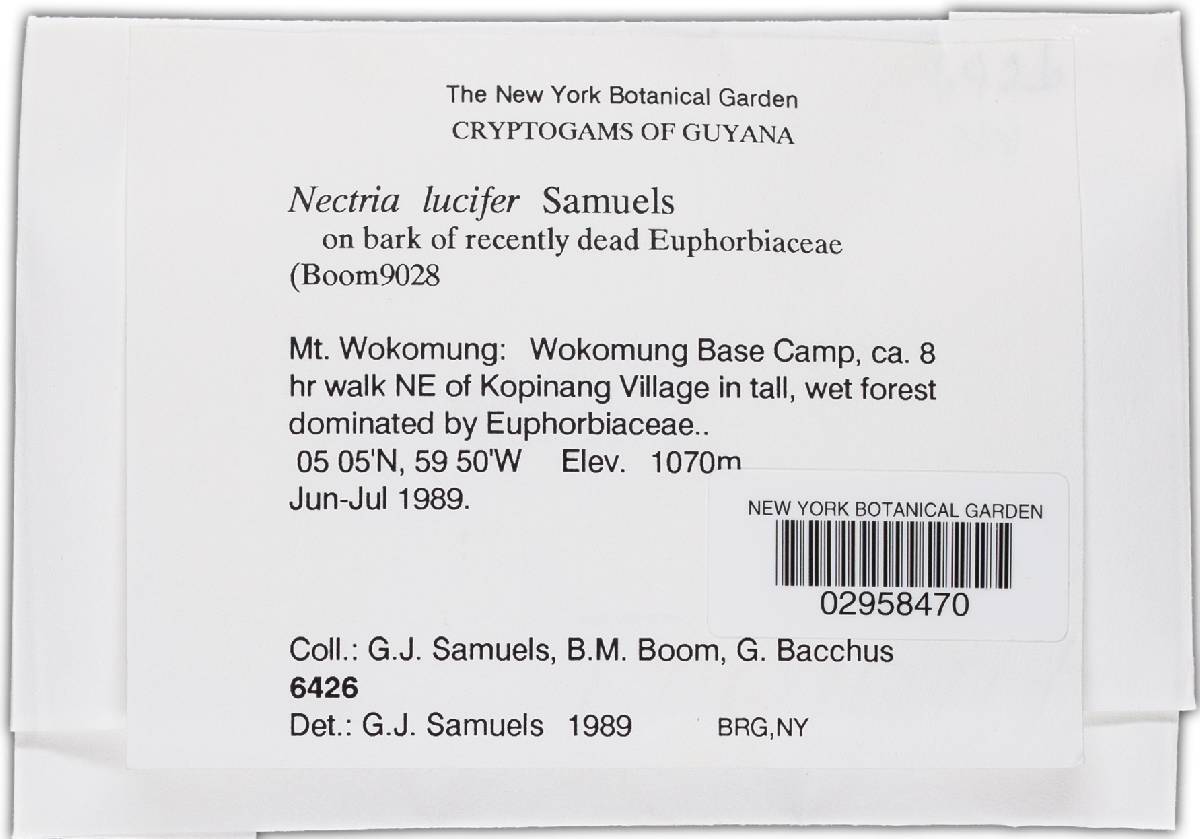 The New York Botanical Garden
CRYPTOGAMS OF GUYANA
Nectria lucifer Samuels
on bark of recently dead Euphorbiaceae
(Boom9028
Mt. Wokomung: Wokomung Base Camp, ca. 8
hr walk NE of Kopinang Village in tall, wet forest
dominated by Euphorbiaceae..
05 05'N, 59 50'W Elev. 1070m
Jun-Jul 1989.
NEW YORK BOTANICAL GARDEN
02958470
Coll.: G.J. Samuels, B.M. Boom, G. Bacchus
6426
Det.: G.J. Samuels 1989 BRG,NY